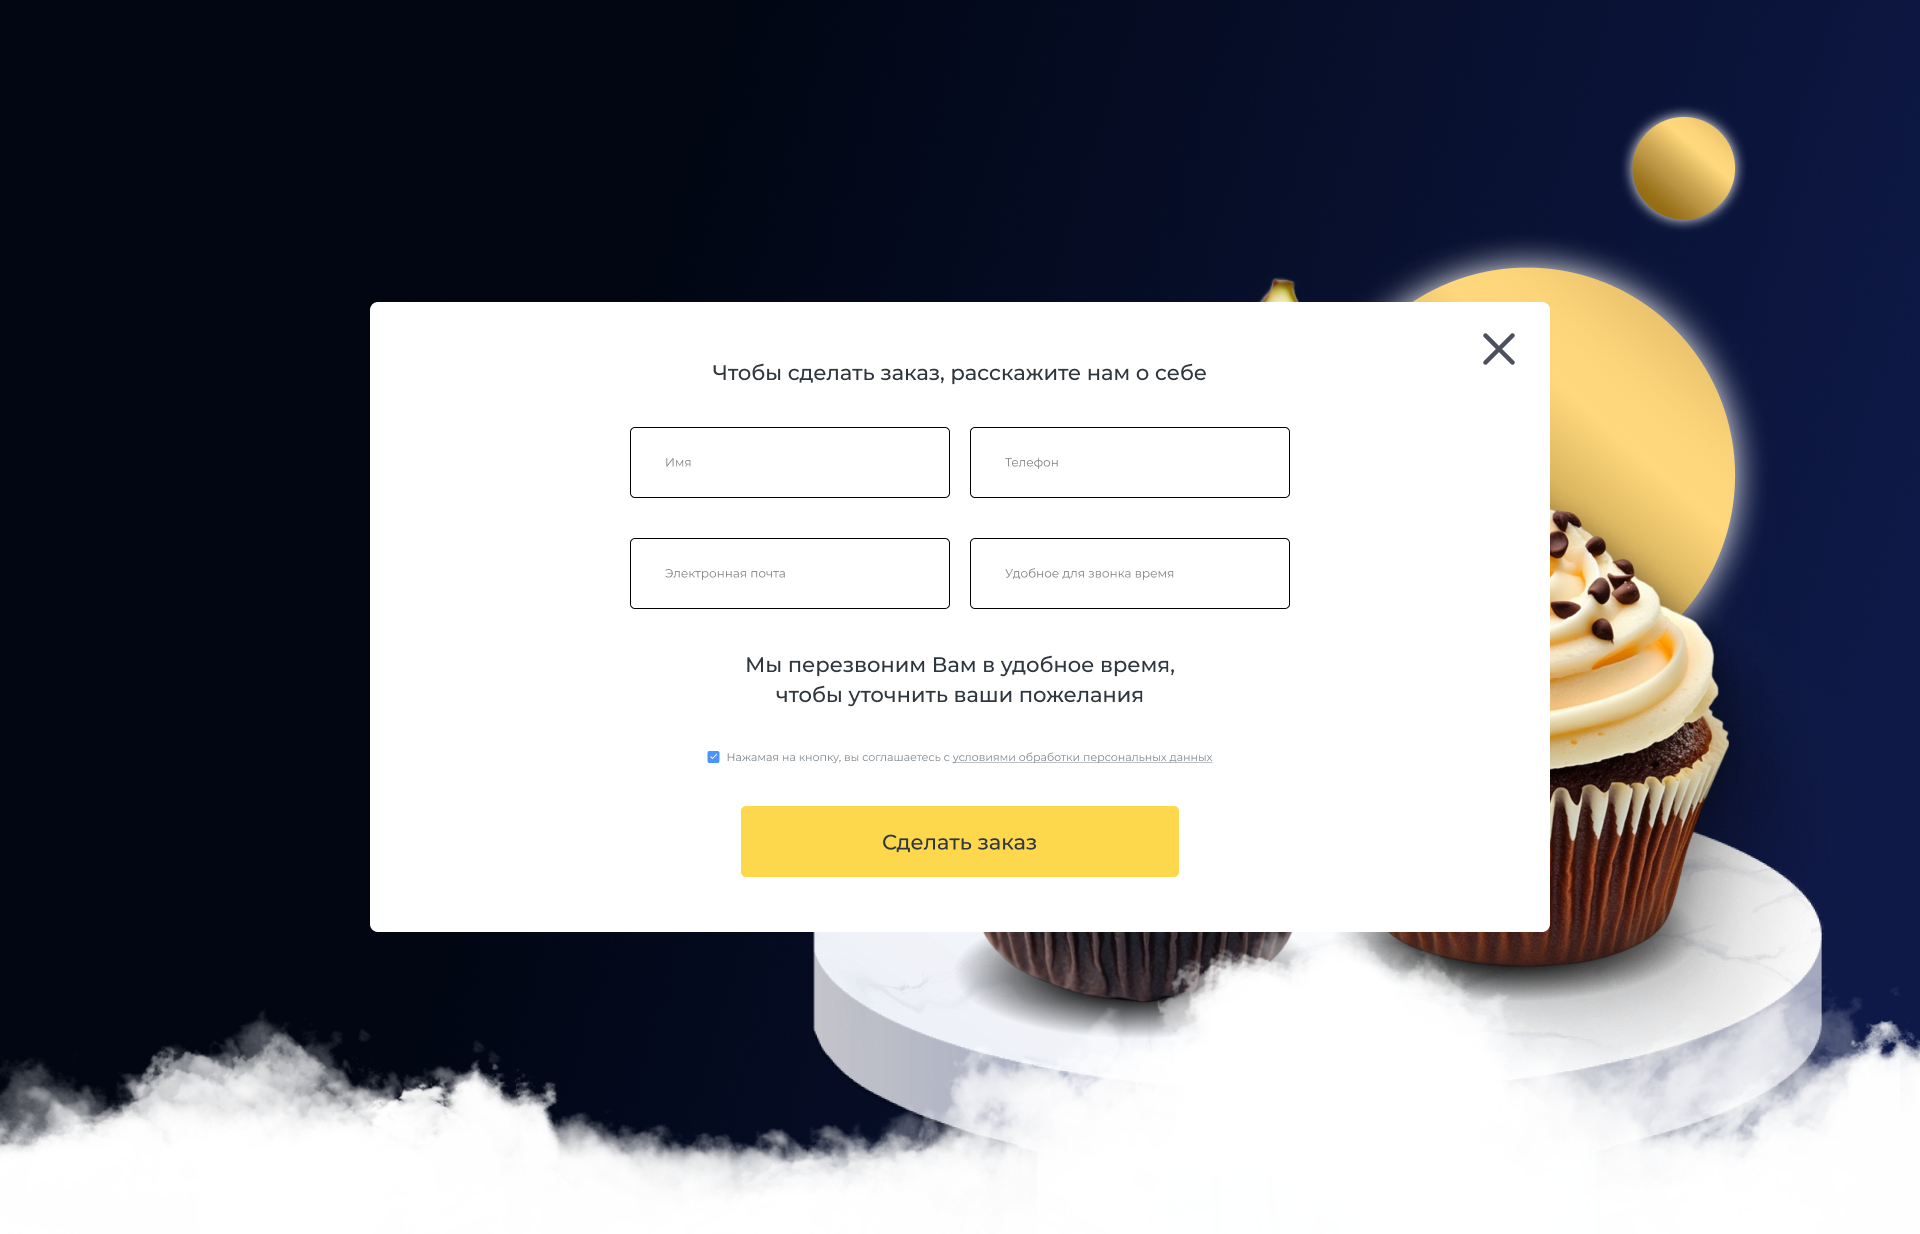 Чтобы сделать заказ, расскажите нам о себе
Имя
Телефон
Электронная почта
Удобное для звонка время
Мы перезвоним Вам в удобное время,
чтобы уточнить ваши пожелания
Нажамая на кнопку, вы соглашаетесь с условиями обработки персональных данных
Сделать заказ